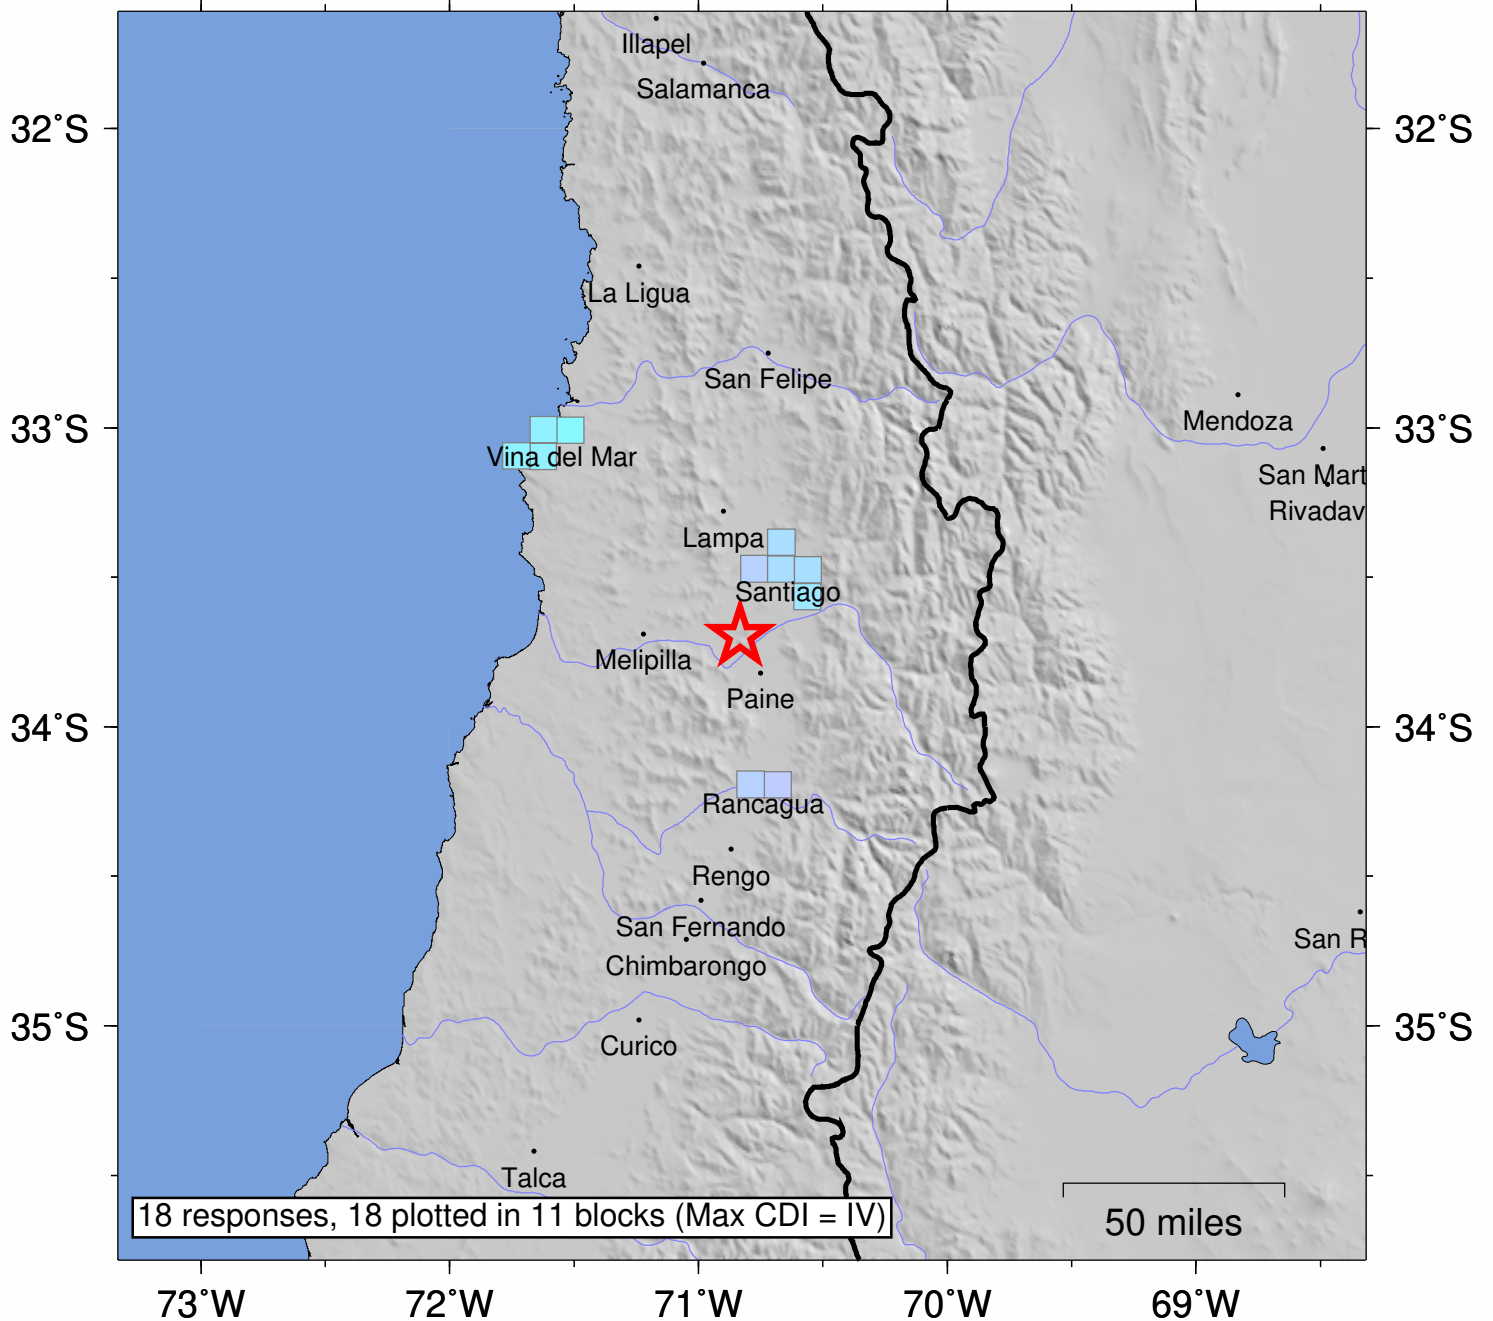 Illapel
Salamanca
32°S
32°S
La Ligua
San Felipe
Mendoza
33°S
33°S
Vina del Mar
San Mart
Rivadav
Lampa
Santiago
Melipilla
Paine
34°S
34°S
Rancagua
Rengo
San Fernando
San R
Chimbarongo
35°S
35°S
Curico
Talca
18 responses, 18 plotted in 11 blocks (Max CDI = IV)
50 miles
73°W
72°W
71°W
70°W
69°W